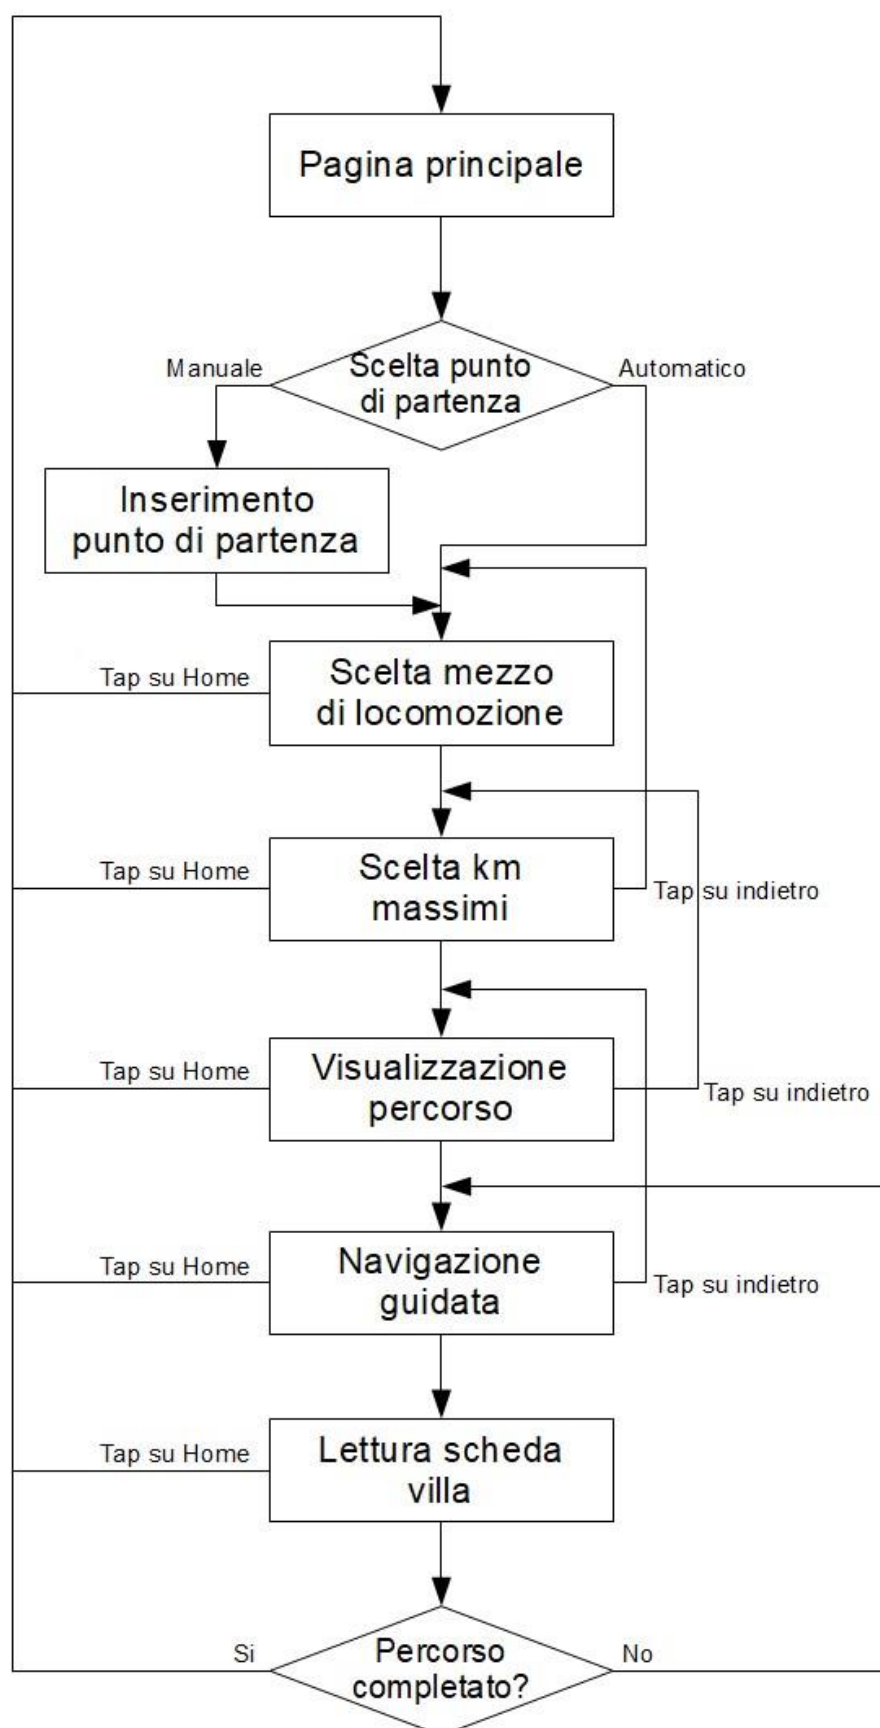 Pagina principale
Manuale
Scelta punto
di partenza
Automatico
Inserimento
punto di partenza
Tap su Home
Scelta mezzo
di locomozione
Tap su Home
Scelta km
massimi
Tap su indietro
Tap su Home
Visualizzazione
percorso
Tap su indietro
Tap su Home
Navigazione
guidata
Tap su indietro
Tap su Home
Lettura scheda
villa
Si
Percorso
completato?
No